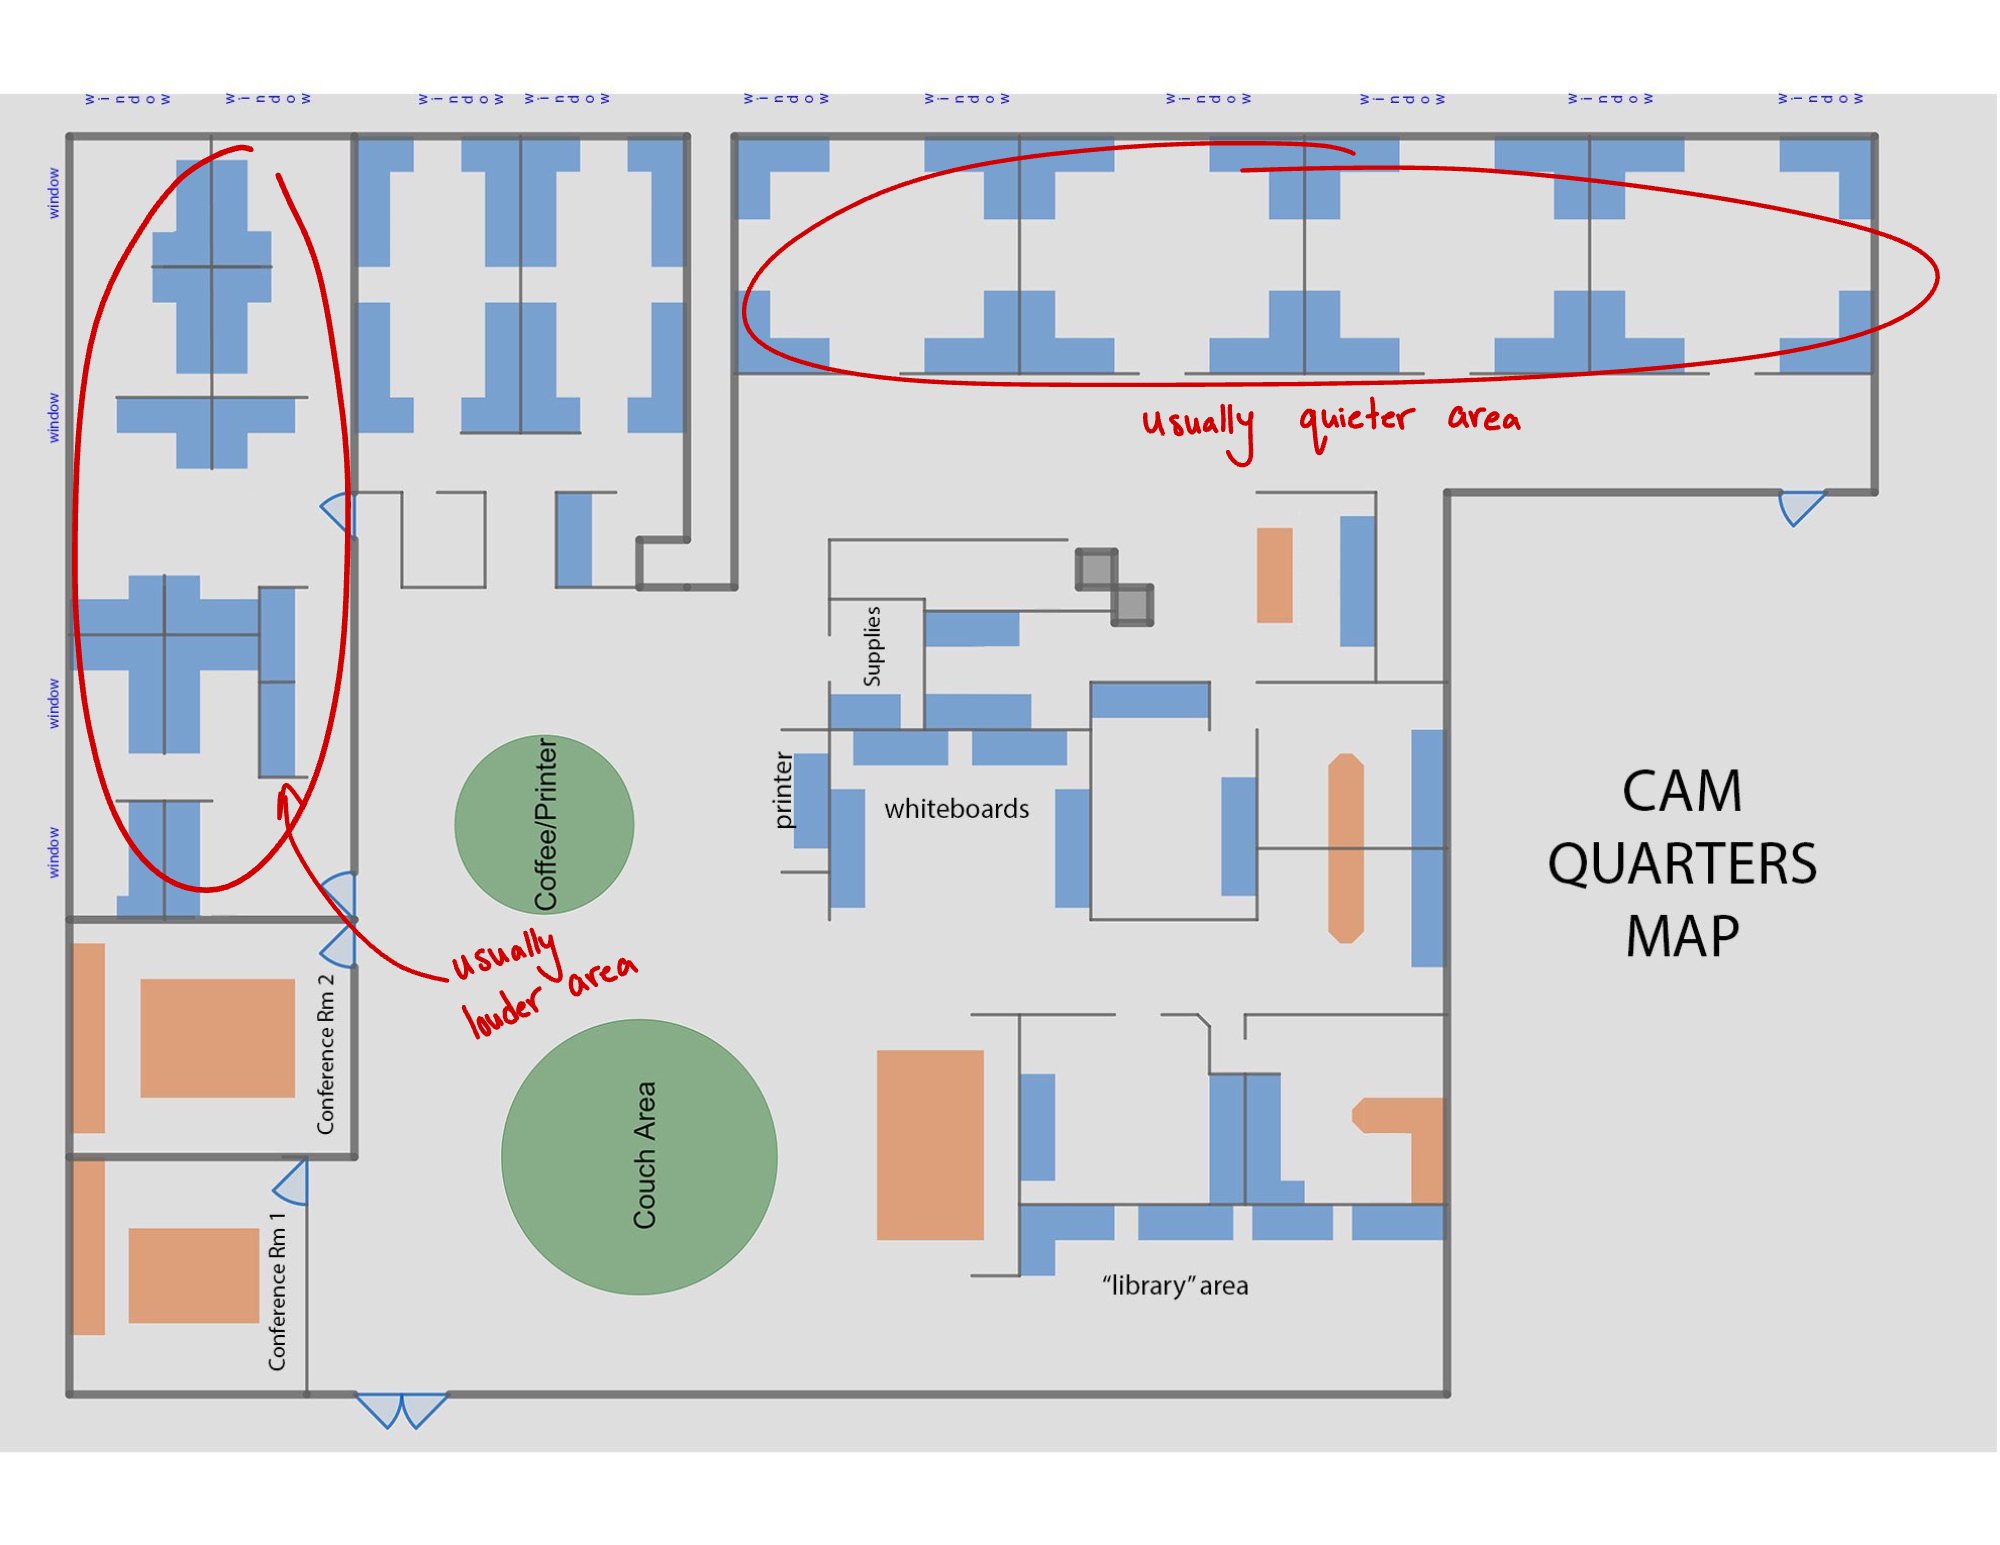 window window window window window window window window window window
window
window
window
window
usually quieter area
Supplies
printer
whiteboards
Coffee/Printer
CAM
QUARTERS
MAP
usually
louder area
Conference Rm 2
Couch Area
Conference Rm 1
“library” area